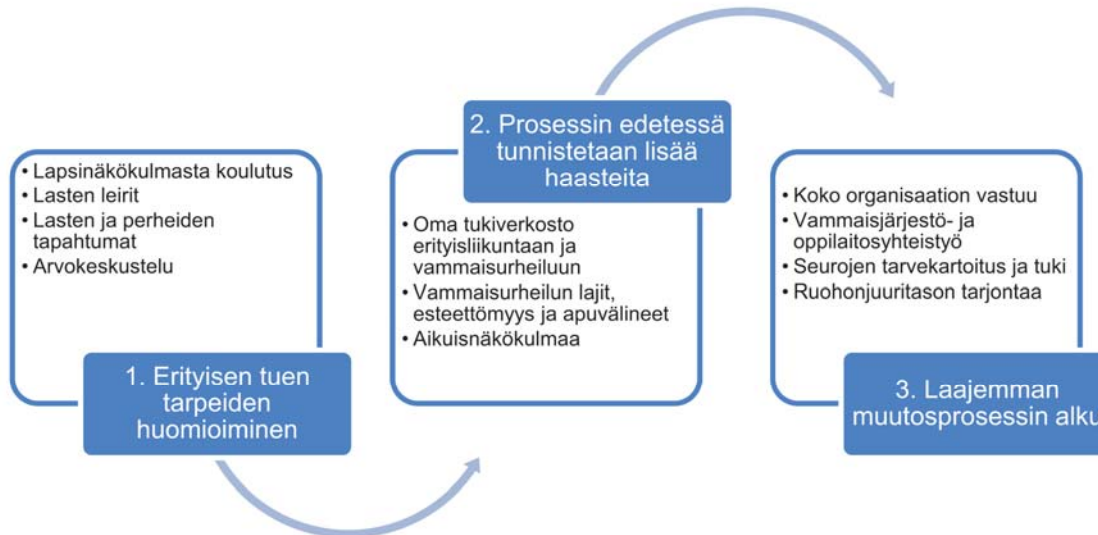 • Lapsinäkökulmasta koulutus
• Lasten leirit
• Lasten ja perheiden
tapahtumat
• Arvokeskustelu
1. Erityisen tuen
tarpeiden
huomioiminen
2. Prosessin edetessä
tunnistetaan lisää
haasteita
• Oma tukiverkosto
erityisliikuntaan ja
vammaisurheiluun
• Vammaisurheilun lajit,
esteettömyys ja apuvälineet
• Aikuisnäkökulmaa
• Koko organisaation vastuu
• Vammaisjärjestö- ja
oppilaitosyhteistyö
• Seurojen tarvekartoitus ja tuki
• Ruohonjuuritason tarjontaa
3. Laajemman
muutosprosessin alku